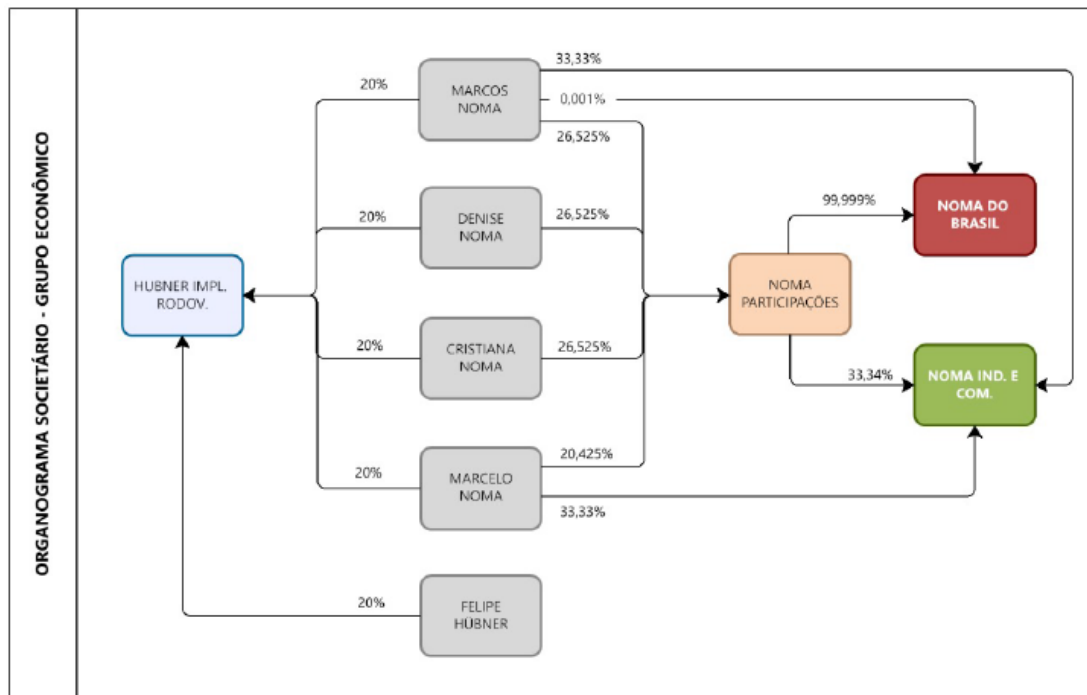 ORGANOGRAMA SOCIETÁRIO - GRUPO ECONÔMICO
33,33%
20%
MARCOS
NOMA
0,001%
26,525%
99,999%
NOMA DO
BRASIL
20%
DENISE
NOMA
26,525%
HUBNER IMPL.
RODOV.
NOMA
PARTICIPAÇÕES
20%
CRISTIANA
NOMA
26,525%
33,34%
NOMA IND. E
COM.
20%
MARCELO
NOMA
20,425%
33,33%
20%
FELIPE
HÜBNER